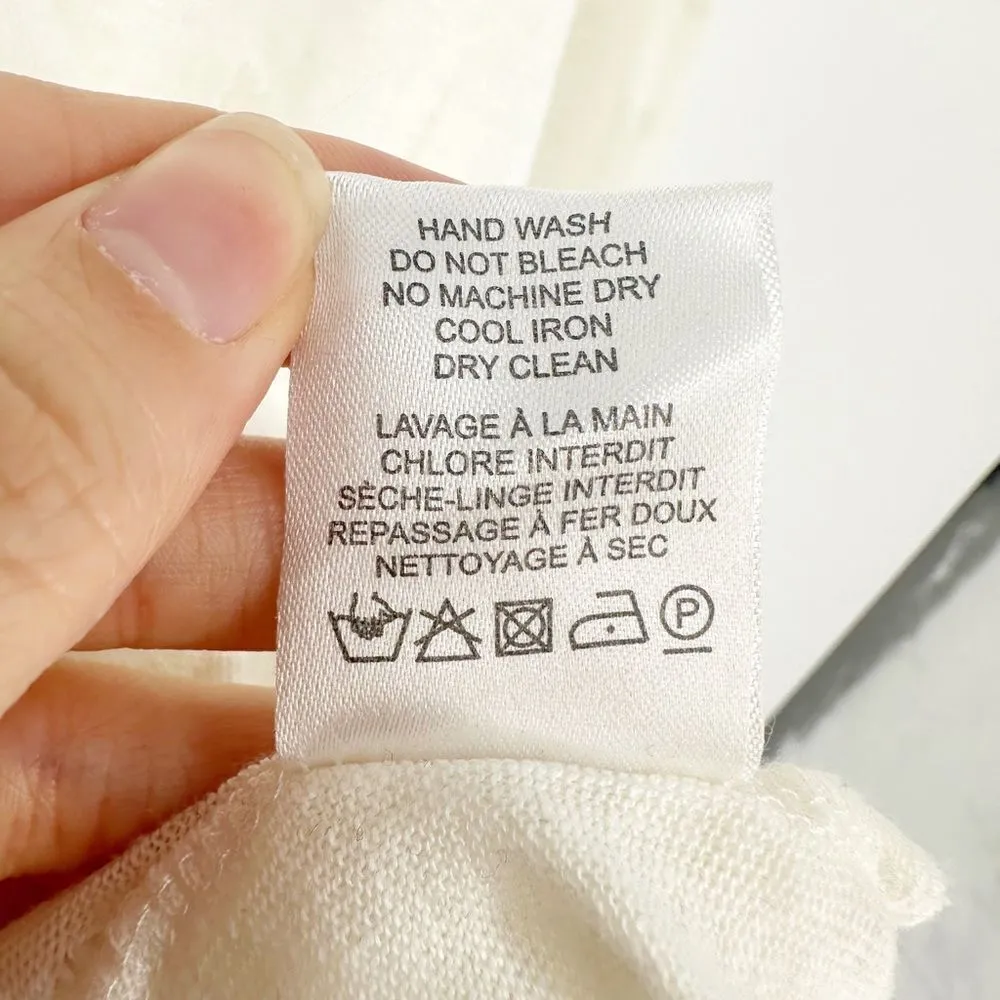 HAND WASH
DO NOT BLEACH
NO MACHINE DRY
COOL IRON
DRY CLEAN
LAVAGE À LA MAIN
CHLORE INTERDIT
SÈCHE-LINGE INTERDIT
REPASSAGE À FER DOUX
NETTOYAGE À SEC
P